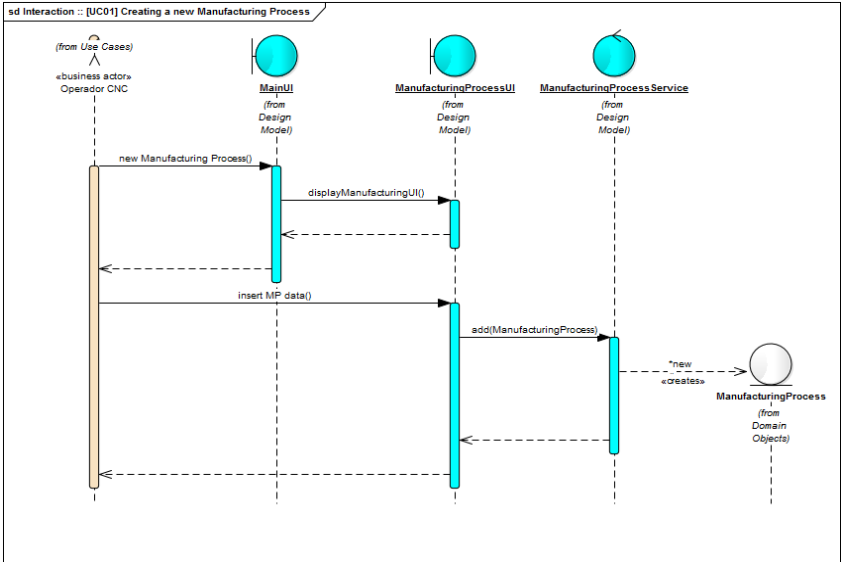 sd Interaction :: [UC01] Creating a new Manufacturing Process
(from Use Cases)
«business actor»
Operador CNC
MainUI
(from
Design
Model)
ManufacturingProcessUI
(from
Design
Model)
ManufacturingProcessService
(from
Design
Model)
new Manufacturing Process()
displayManufacturingUI()
insert MP data()
add(ManufacturingProcess)
*new
«creates»
ManufacturingProcess
(from
Domain
Objects)